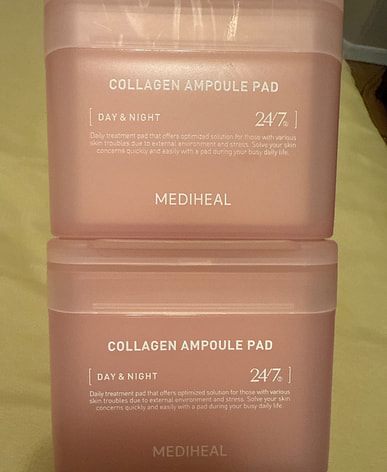 COLLAGEN AMPOULE PAD
[ DAY & NIGHT 24/7 ]
Daily treatment pad that offers optimized solution for those with various
skin troubles due to external environment and stress. Solve your skin
concerns quickly and easily with a pad during your busy daily life.
MEDIHEAL
COLLAGEN AMPOULE PAD
[ DAY & NIGHT 24/7 ]
Daily treatment pad that offers optimized solution for those with various
skin troubles due to external environment and stress. Solve your skin
concerns quickly and easily with a pad during your busy daily life.
MEDIHEAL